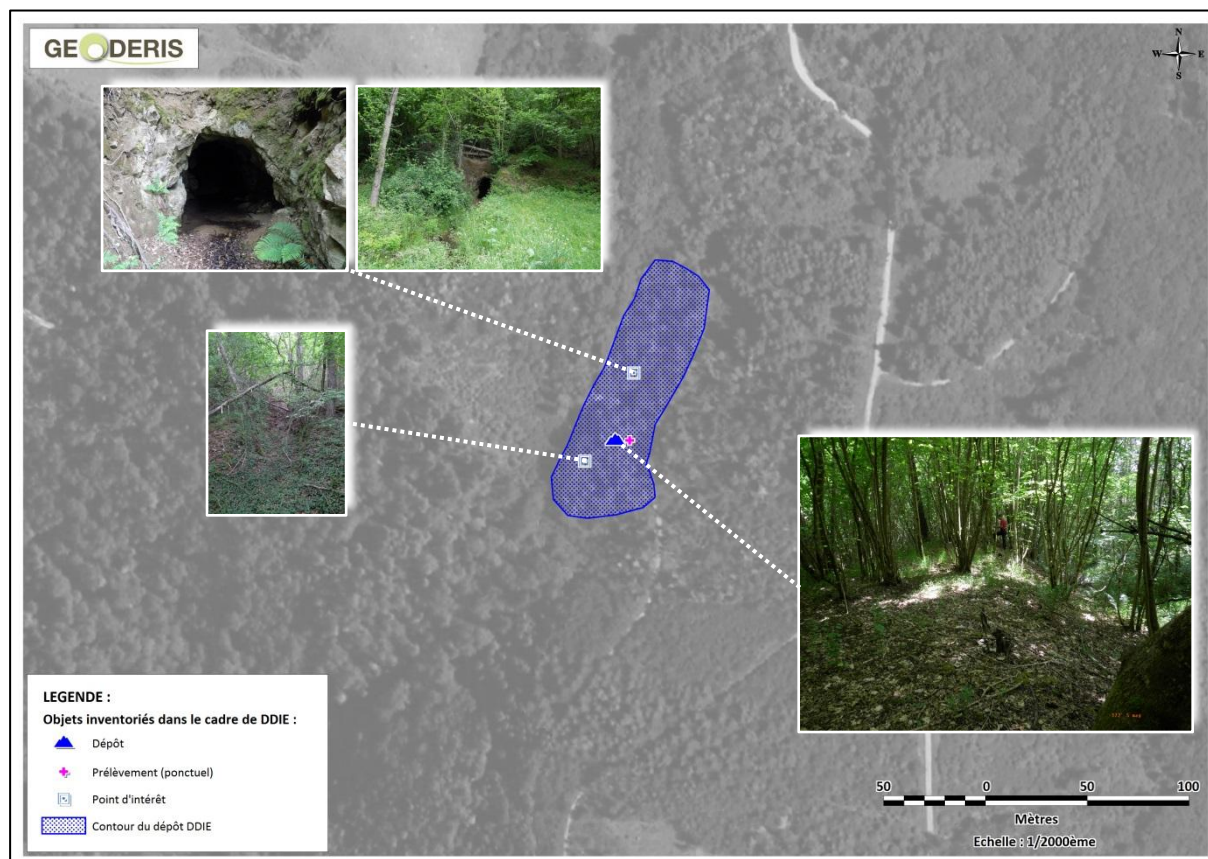 GEODERIS
N
W E
S
LEGENDE :
Objets inventoriés dans le cadre de DDIE :
Dépôt
Prélèvement (ponctuel)
Point d'intérêt
Contour du dépôt DDIE
50 0 50 100
Mètres
Echelle : 1/2000ème